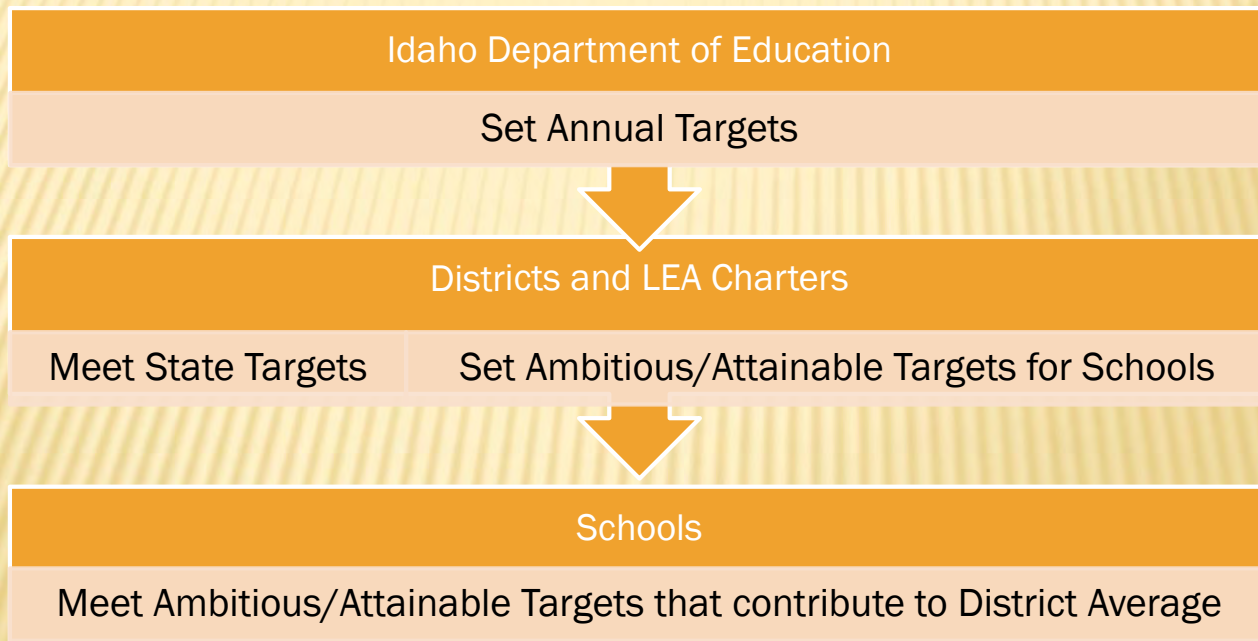 Idaho Department of Education
Set Annual Targets
Districts and LEA Charters
Meet State Targets
Set Ambitious/Attainable Targets for Schools
Schools
Meet Ambitious/Attainable Targets that contribute to District Average